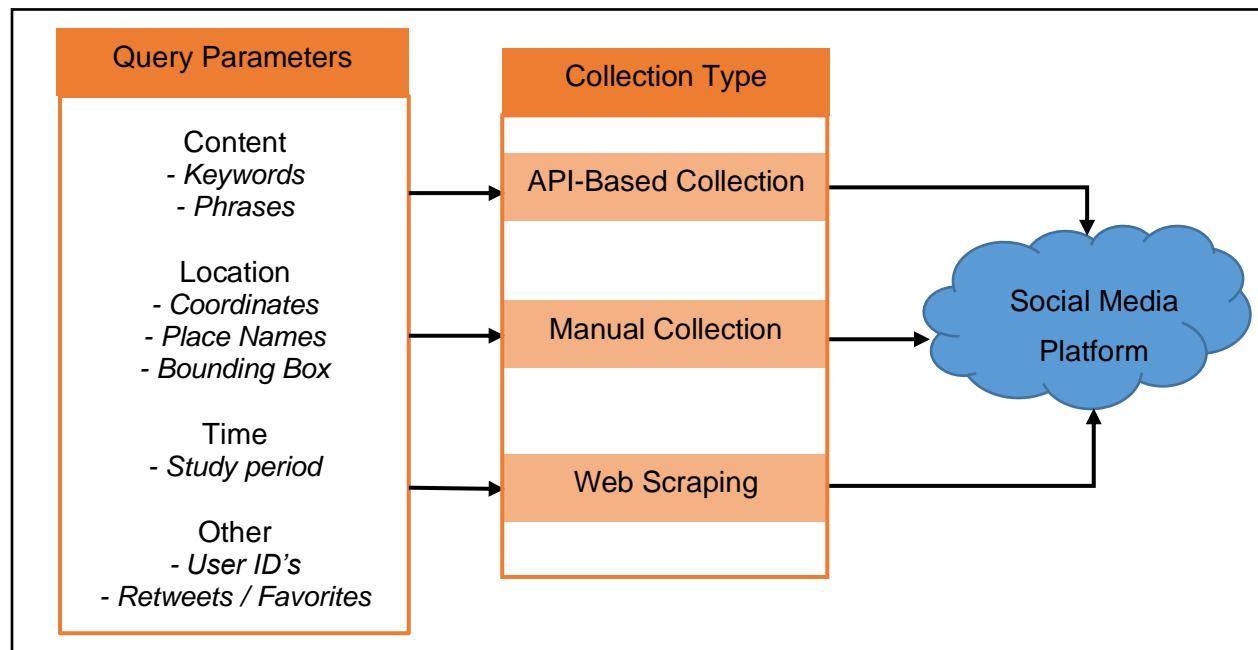 Query Parameters
Content
- Keywords
- Phrases
Location
- Coordinates
- Place Names
- Bounding Box
Time
- Study period
Other
- User ID’s
- Retweets / Favorites
Collection Type
API-Based Collection
Manual Collection
Web Scraping
Social Media
Platform